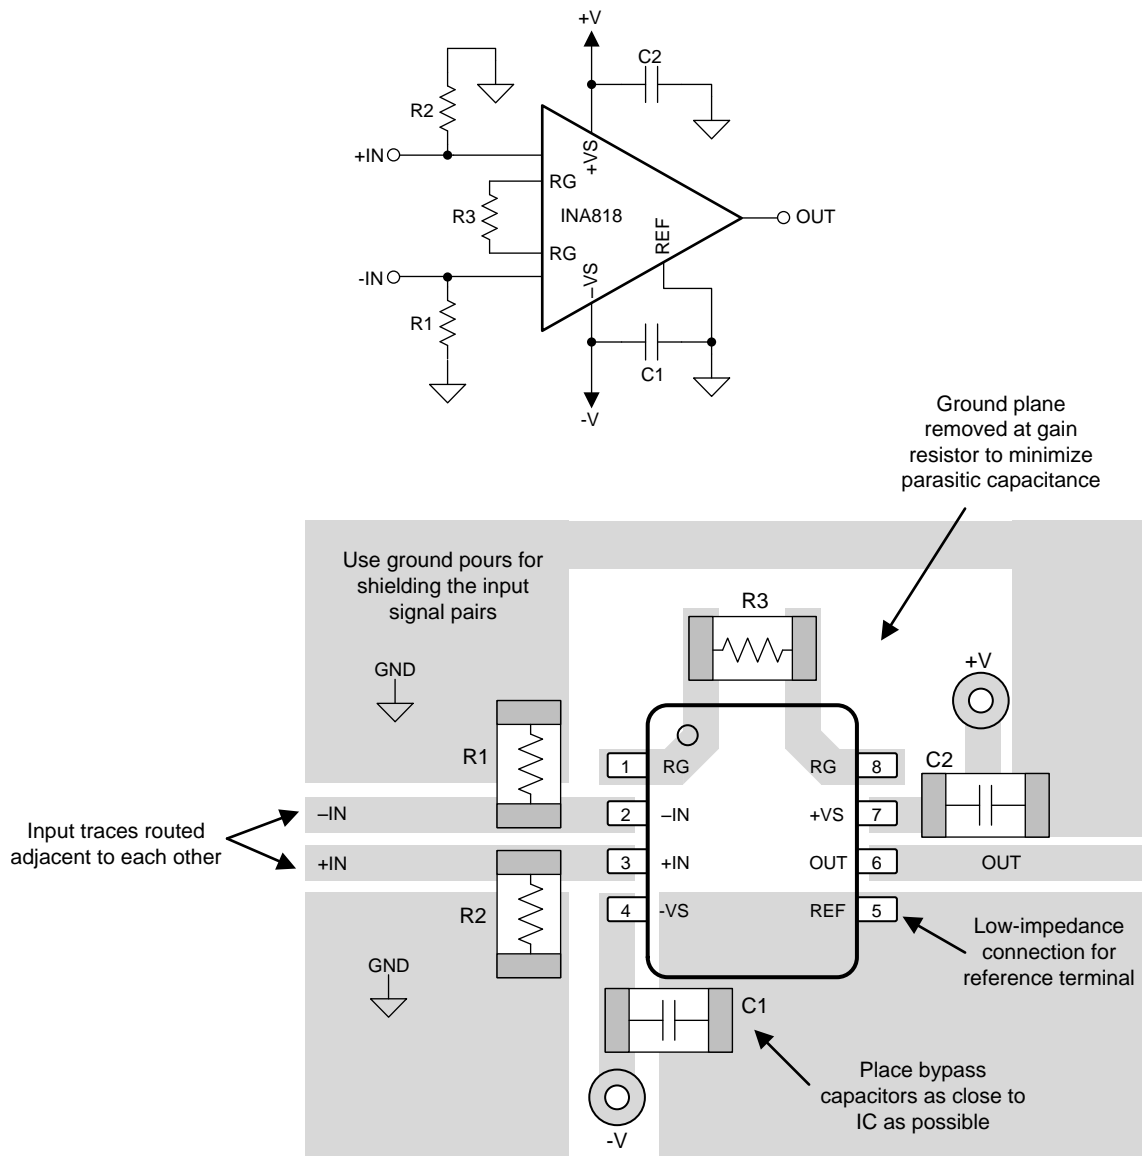 +V
C2
R2
+IN
+VS
RG
R3
INA818
OUT
REF
RG
–VS
-IN
R1
C1
-V
Ground plane
removed at gain
resistor to minimize
parasitic capacitance
Use ground pours for
shielding the input
signal pairs
R3
GND
+V
R1
C2
1
RG
RG
8
–IN
2
–IN
+VS
7
Input traces routed
adjacent to each other
+IN
3
+IN
OUT
6
OUT
R2
4
-VS
REF
5
Low-impedance
connection for
reference terminal
GND
C1
Place bypass
capacitors as close to
IC as possible
-V